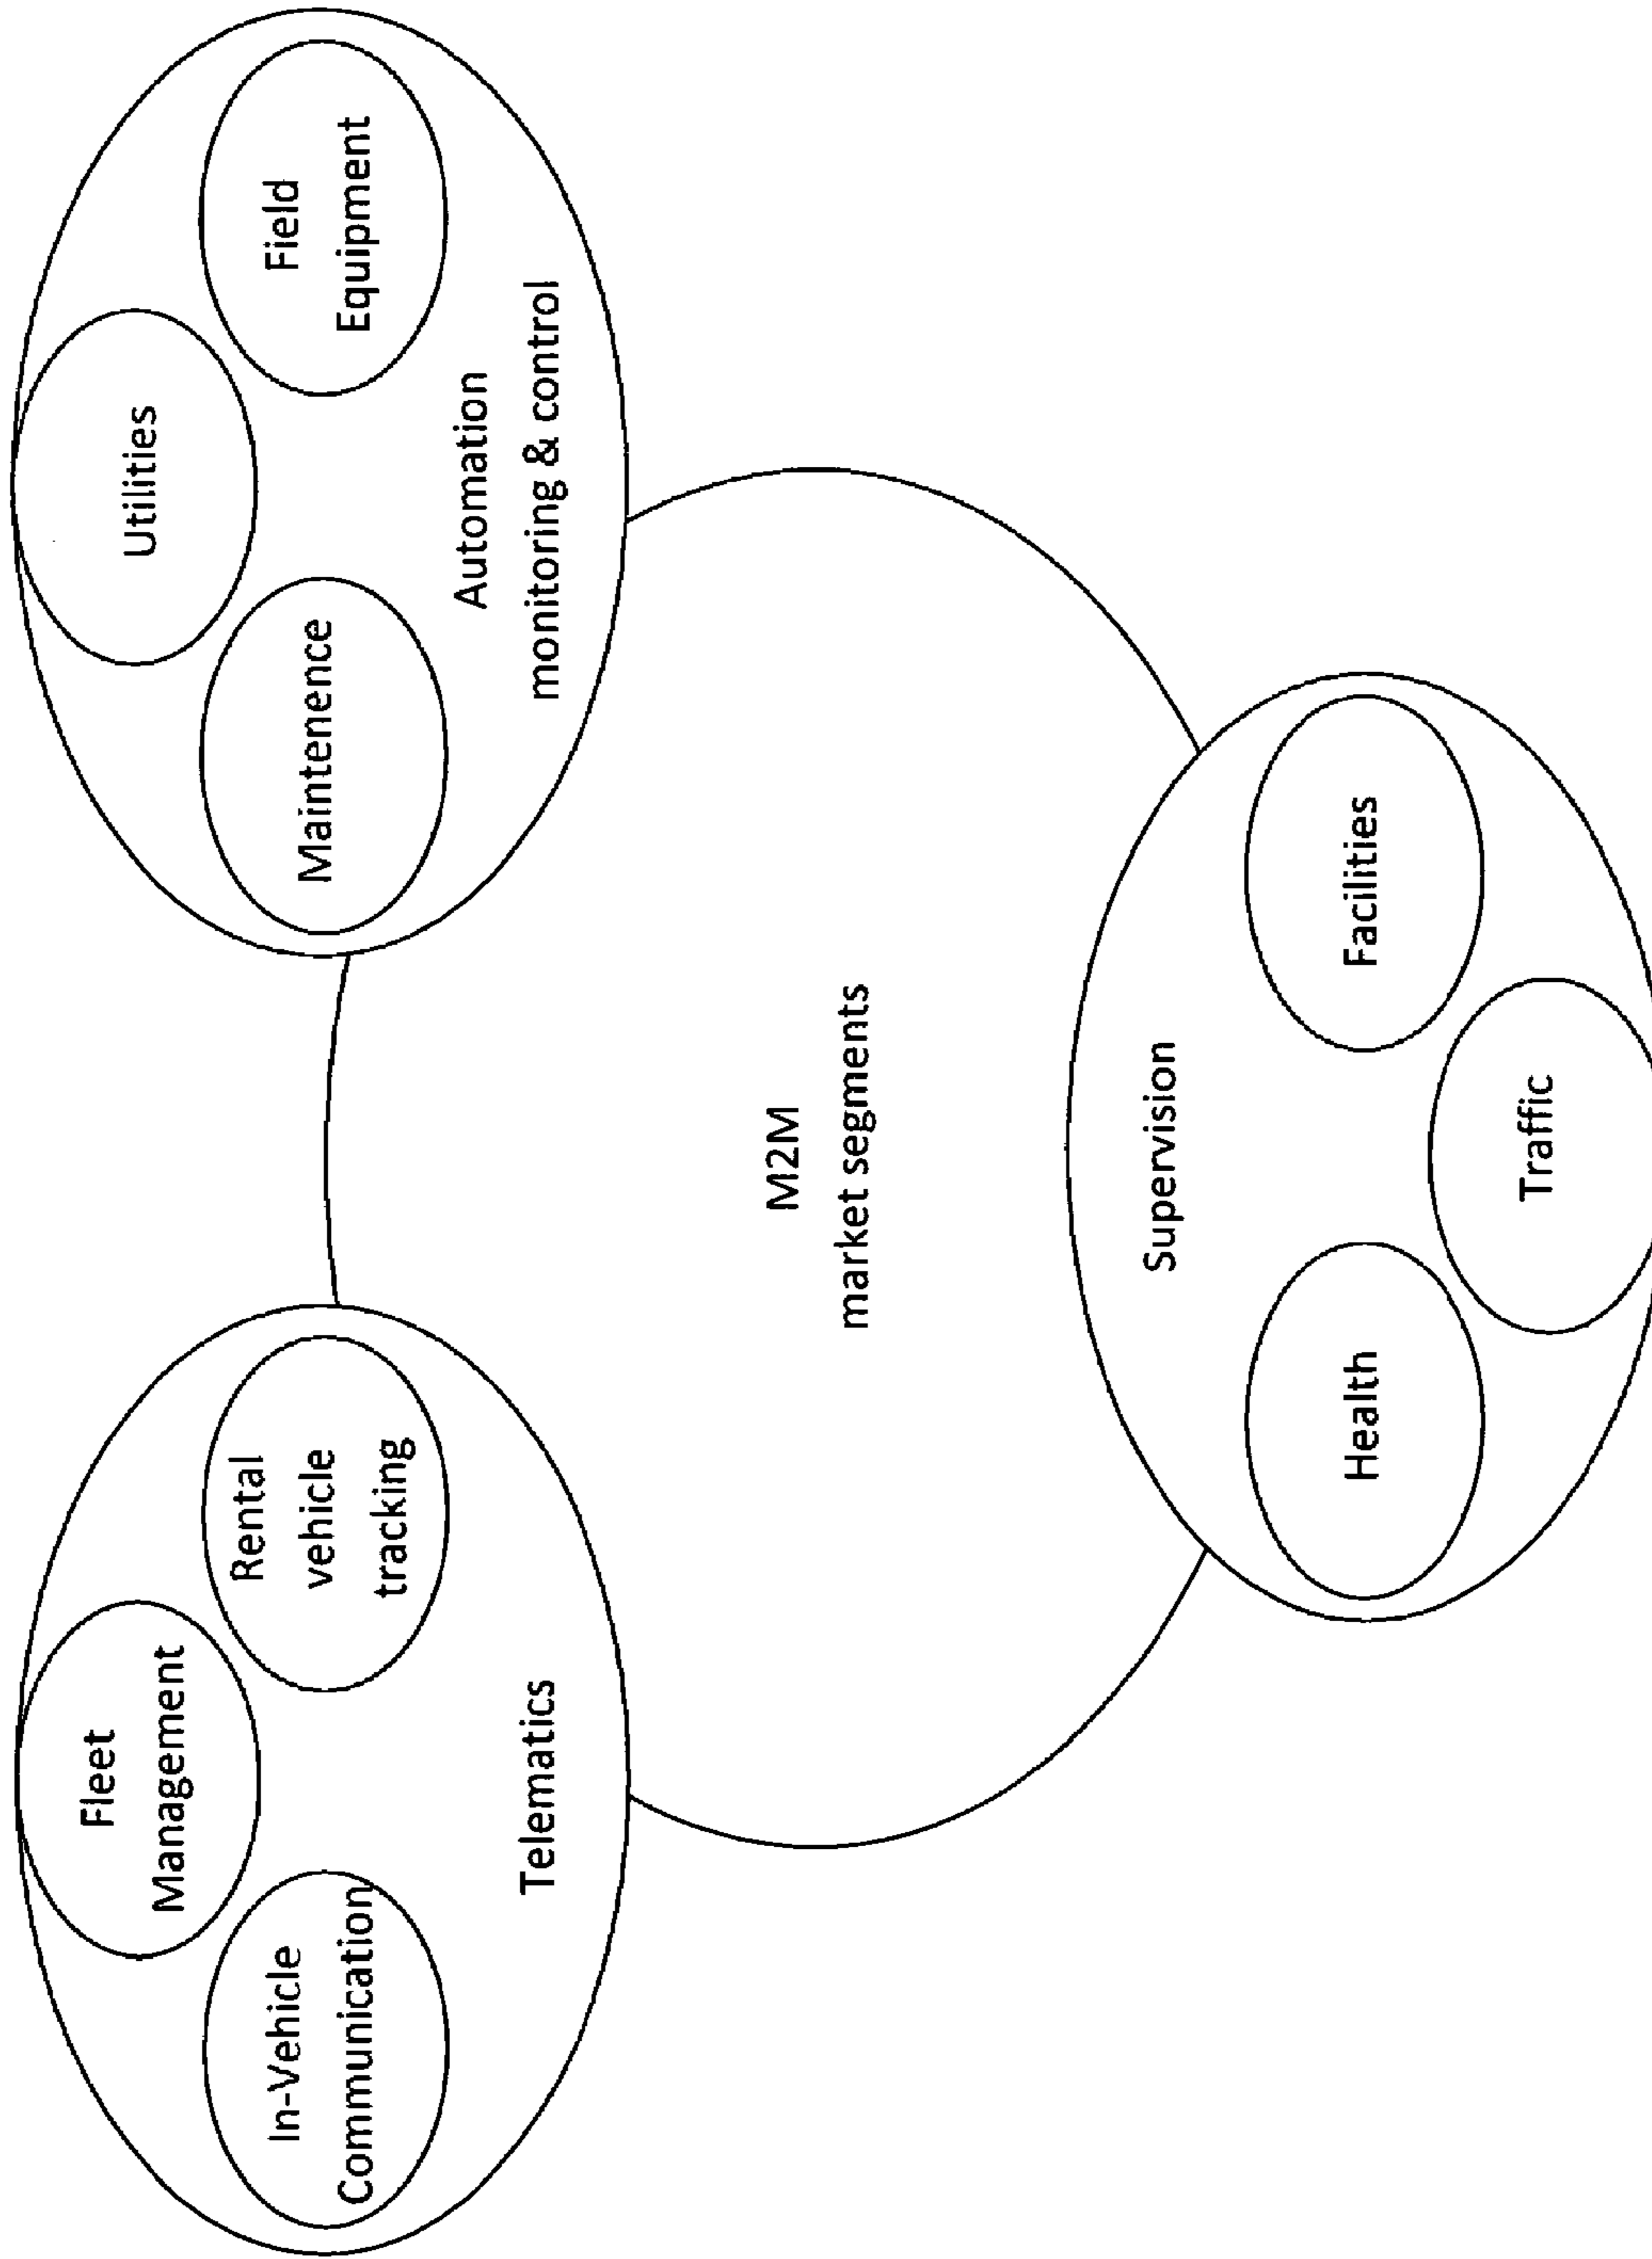 Fleet
Management
In-Vehicle
Communication
Rental
vehicle
tracking
Telematics
Utilities
Maintenence
Field
Equipment
Automation
monitoring & control
M2M
market segments
Supervision
Health
Facilities
Traffic